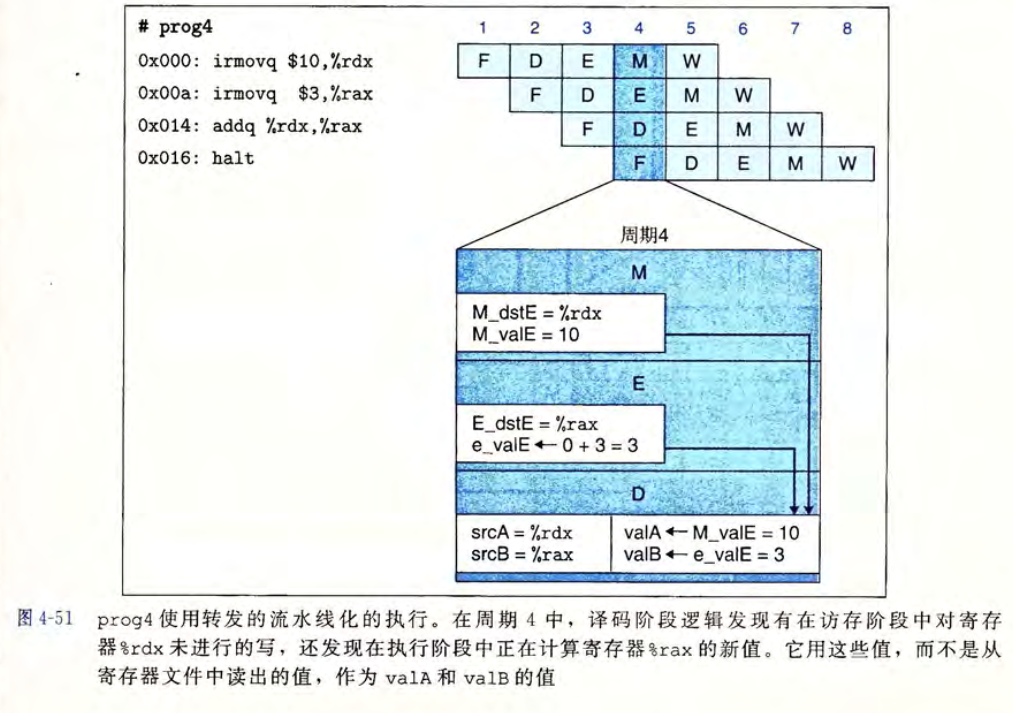 # prog4
1 2 3 4 5 6 7 8
0x000: irmovq $10,%rdx
F D E M W
0x00a: irmovq $3,%rax
F D E M W
0x014: addq %rdx,%rax
F D E M W
0x016: halt
F D E M W
周期4
M
M_dstE = %rdx
M_valE = 10
E
E_dstE = %rax
e_valE ← 0 + 3 = 3
D
srcA = %rdx
srcB = %rax
valA ← M_valE = 10
valB ← e_valE = 3
图 4-51 prog4 使用转发的流水线化的执行。在周期 4 中，译码阶段逻辑发现有在访存阶段中对寄存
器%rdx 未进行的写，还发现在执行阶段中正在计算寄存器%rax 的新值。它用这些值，而不是从
寄存器文件中读出的值，作为 valA 和 valB 的值